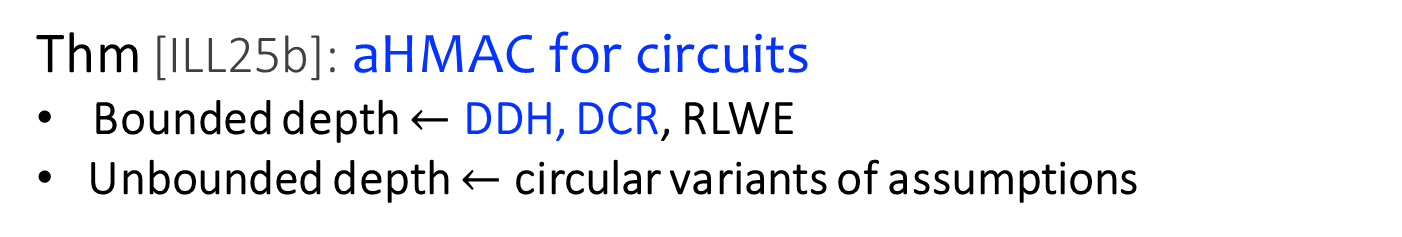 Thm [ILL25b]: aHMAC for circuits
• Bounded depth ← DDH, DCR, RLWE
• Unbounded depth ← circular variants of assumptions